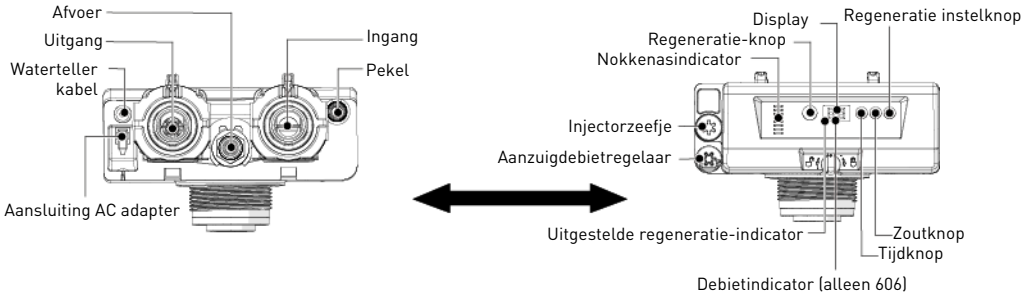 Afvoer
Uitgang
Waterteller
kabel
Ingang
Pekel
Aansluiting AC adapter
Display
Regeneratie instelknop
Regeneratie-knop
Nokkenasindicator
Injectorzeefje
Aanzuigdebietregelaar
Uitgestelde regeneratie-indicator
Zoutknop
Tijdknop
Debietindicator (alleen 606)